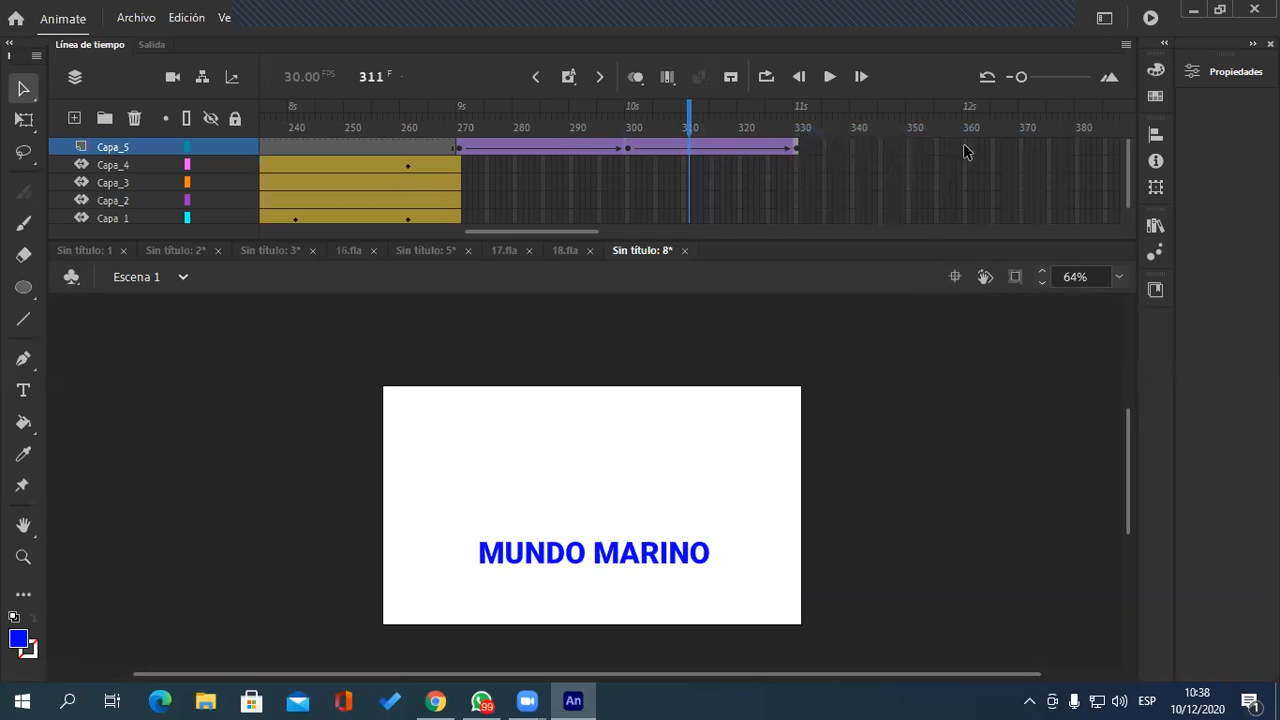 Animate Archivo Edición Ve
Línea de tiempo Salida
30.00 FPS 311 F
Propiedades
8s 9s 10s 11s 12s
240 250 260 270 280 290 300 310 320 330 340 350 360 370 380
Capa_5
Capa_4
Capa_3
Capa_2
Capa_1
Sin título: 1 Sin título: 2* Sin título: 3* 16.fla Sin título: 5* 17.fla 18.fla Sin título: 8*
Escena 1 64%
MUNDO MARINO
T
99 An ESP 10:38
10/12/2020 1